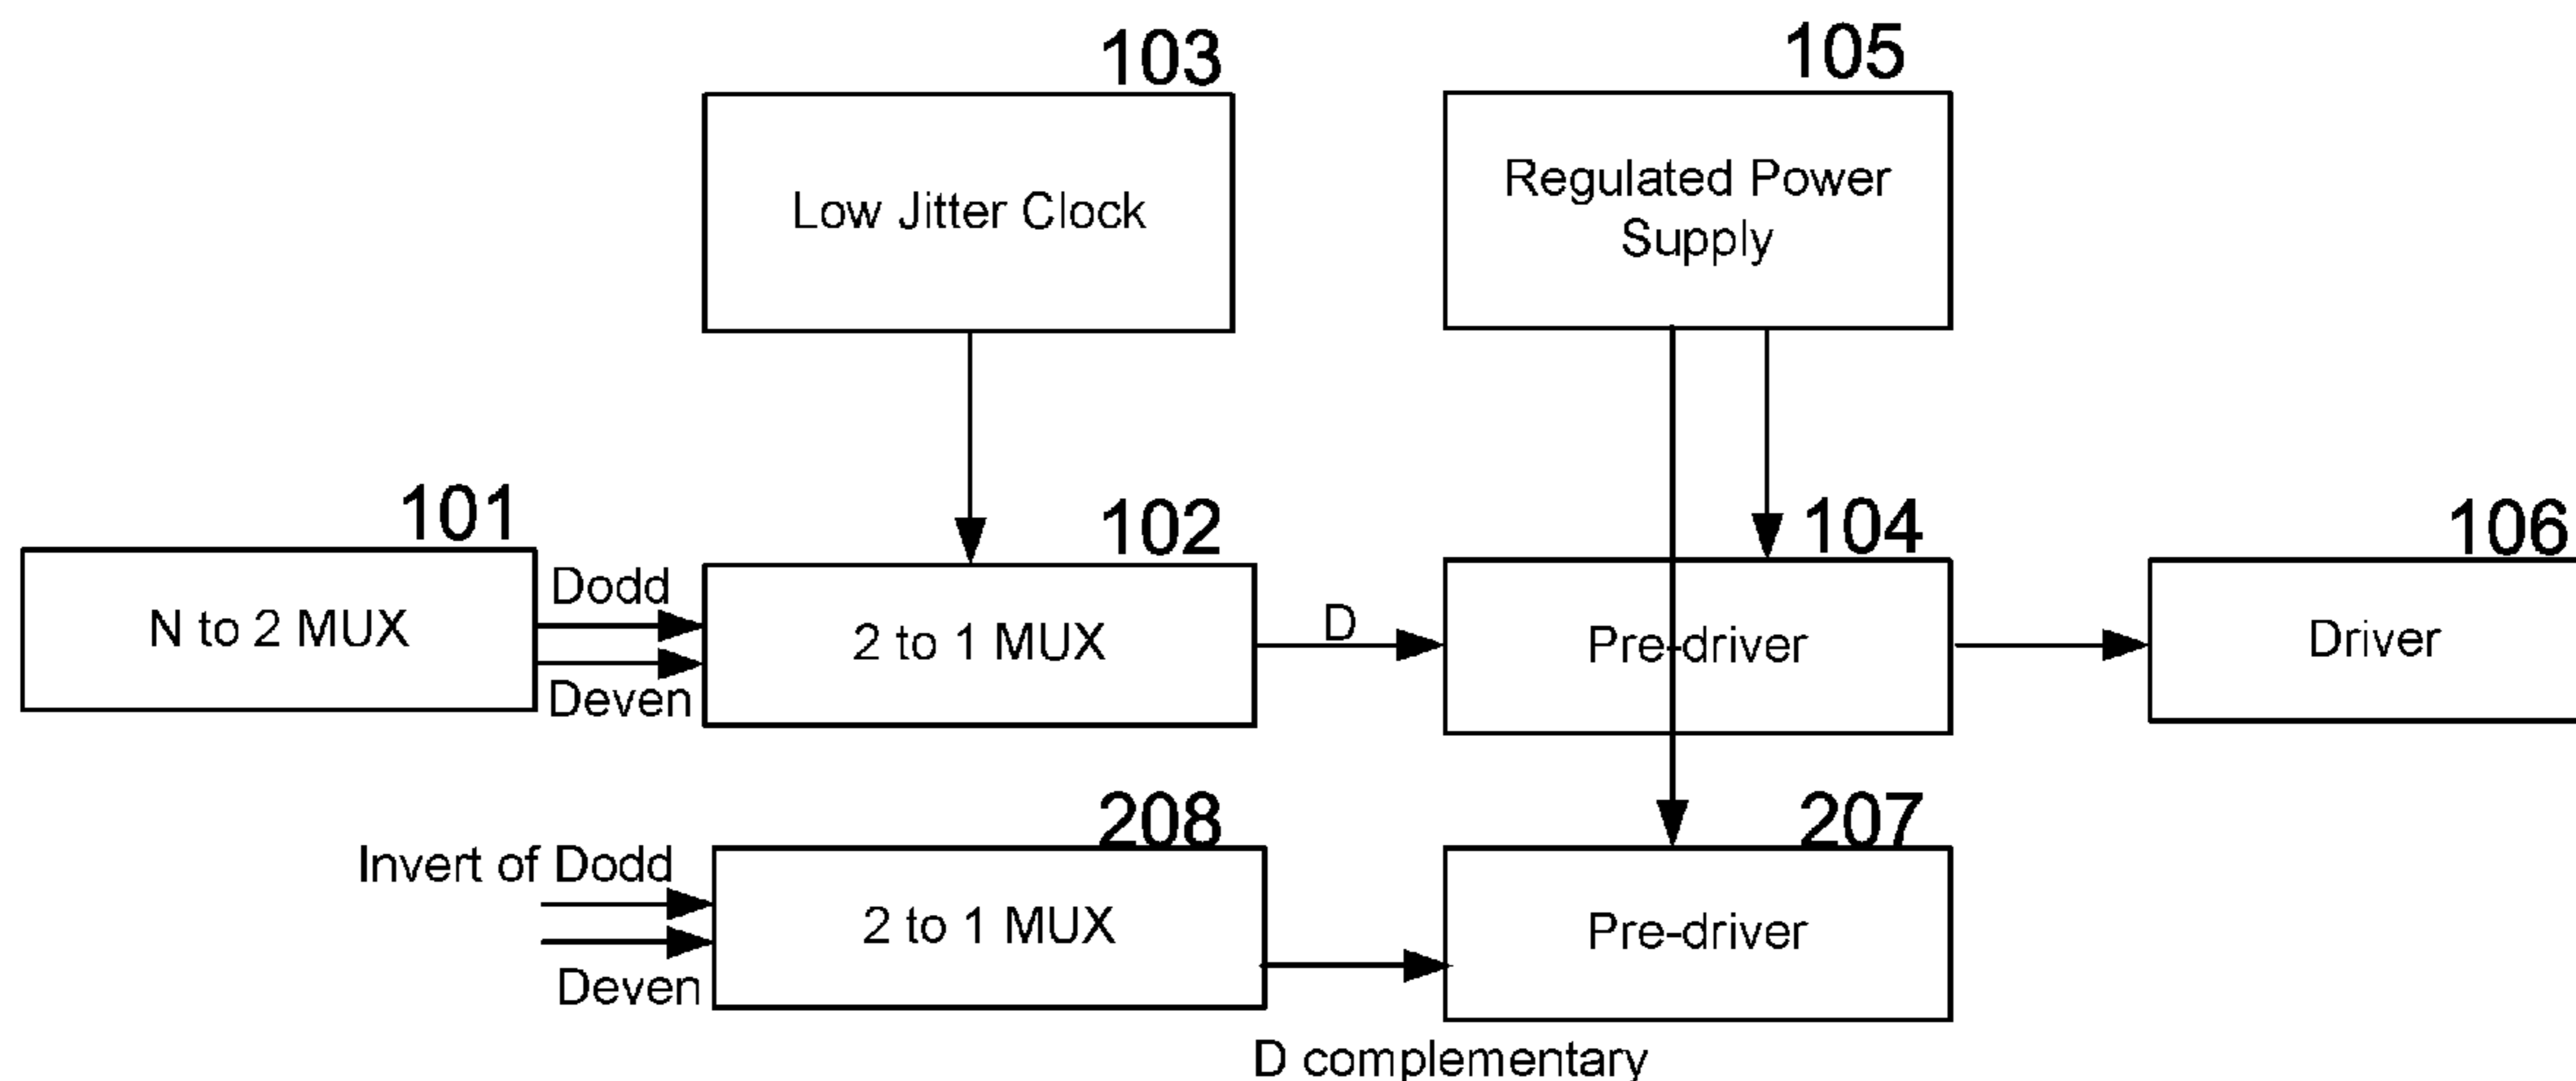 103
105
Low Jitter Clock
Regulated Power
Supply
101
102
104
106
N to 2 MUX
Dodd
Deven
2 to 1 MUX
D
Pre-driver
Driver
208
207
Invert of Dodd
Deven
2 to 1 MUX
Pre-driver
D complementary